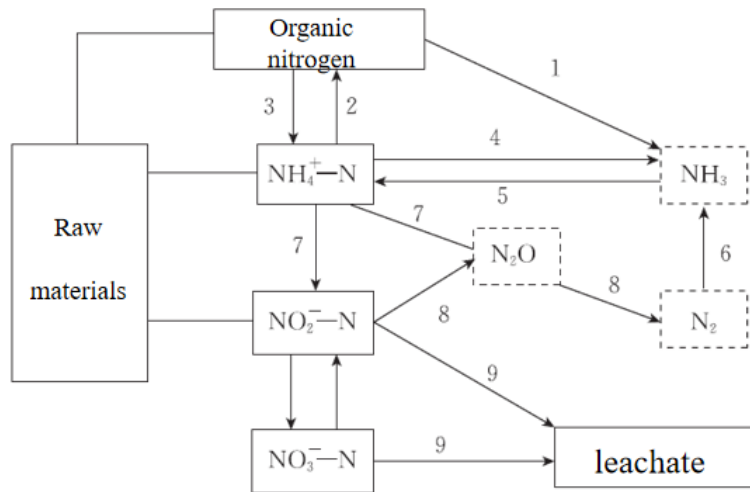 Organic
nitrogen
1
3
2
4
NH₄⁺—N
NH₃
5
Raw
materials
7
7
N₂O
6
8
NO₂⁻—N
8
N₂
9
NO₃⁻—N
9
leachate